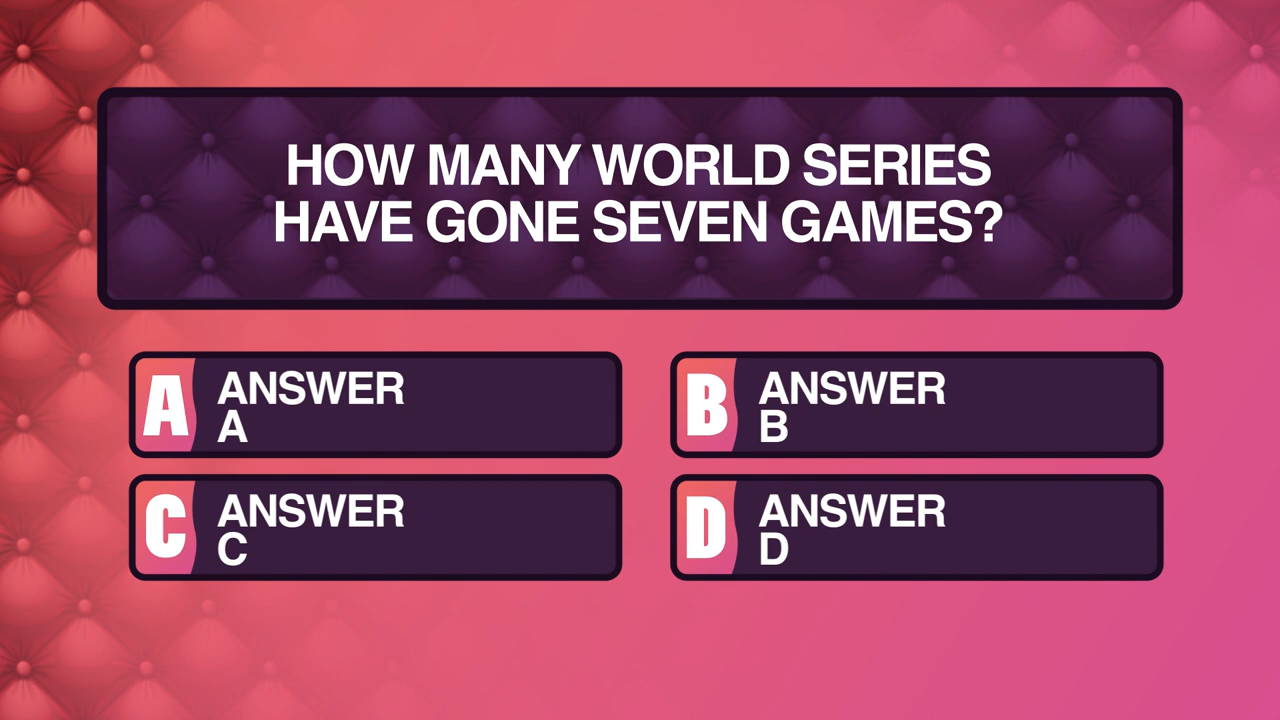 HOW MANY WORLD SERIES
HAVE GONE SEVEN GAMES?
A ANSWER
A
B ANSWER
B
C ANSWER
C
D ANSWER
D